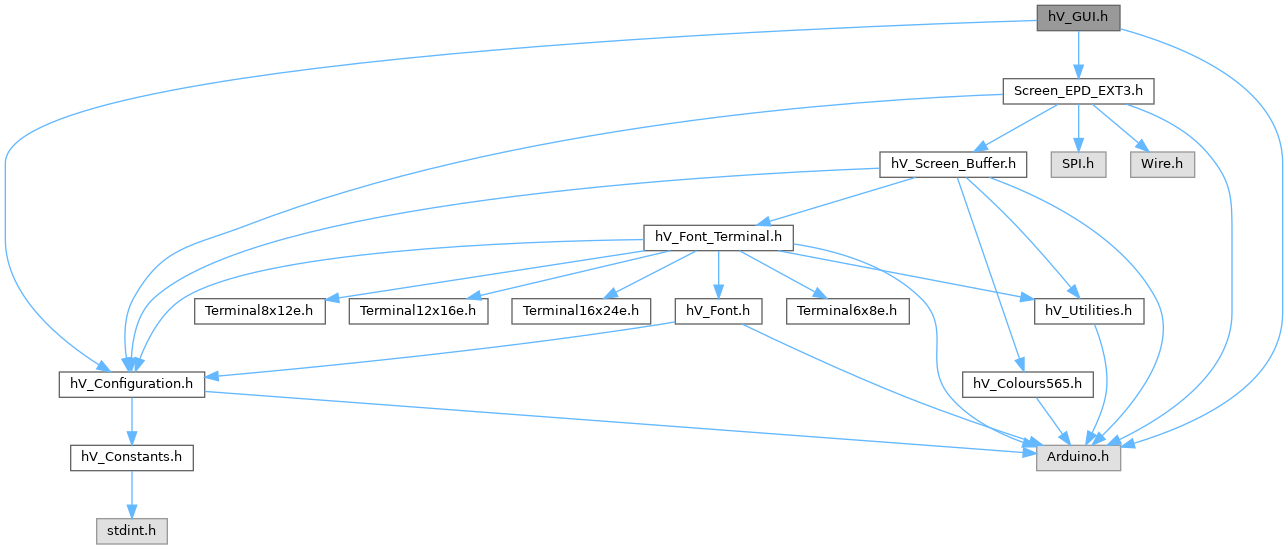 hV_GUI.h
Screen_EPD_EXT3.h
hV_Screen_Buffer.h
SPI.h
Wire.h
hV_Font_Terminal.h
Terminal8x12e.h
Terminal12x16e.h
Terminal16x24e.h
hV_Font.h
Terminal6x8e.h
hV_Utilities.h
hV_Configuration.h
hV_Colours565.h
hV_Constants.h
Arduino.h
stdint.h